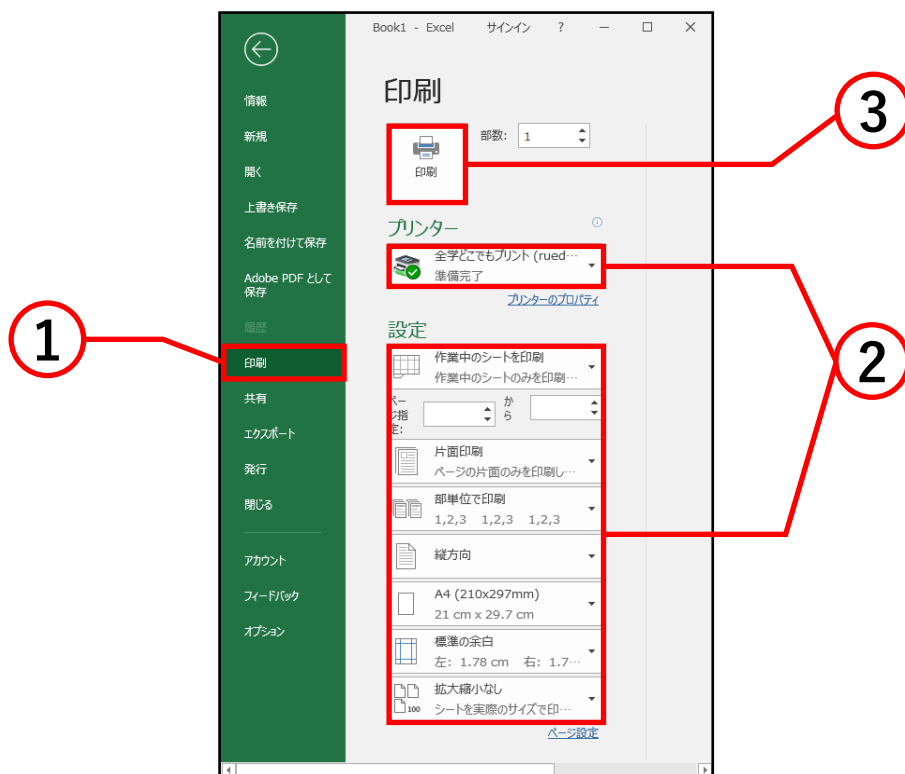 Book1 - Excel サインイン ?
情報
新規
開く
上書き保存
名前を付けて保存
Adobe PDF として
保存
履歴
印刷
共有
エクスポート
発行
閉じる
アカウント
フィードバック
オプション
印刷
印刷
部数: 1
プリンター
全学どこでもプリント (rued…
準備完了
プリンターのプロパティ
設定
作業中のシートを印刷
作業中のシートのみを印刷…
ペー
ジ指
定:
か
ら
片面印刷
ページの片面のみを印刷し…
部単位で印刷
1,2,3 1,2,3 1,2,3
縦方向
A4 (210x297mm)
21 cm x 29.7 cm
標準の余白
左: 1.78 cm 右: 1.7…
拡大縮小なし
100
シートを実際のサイズで印…
ページ設定
1
2
3